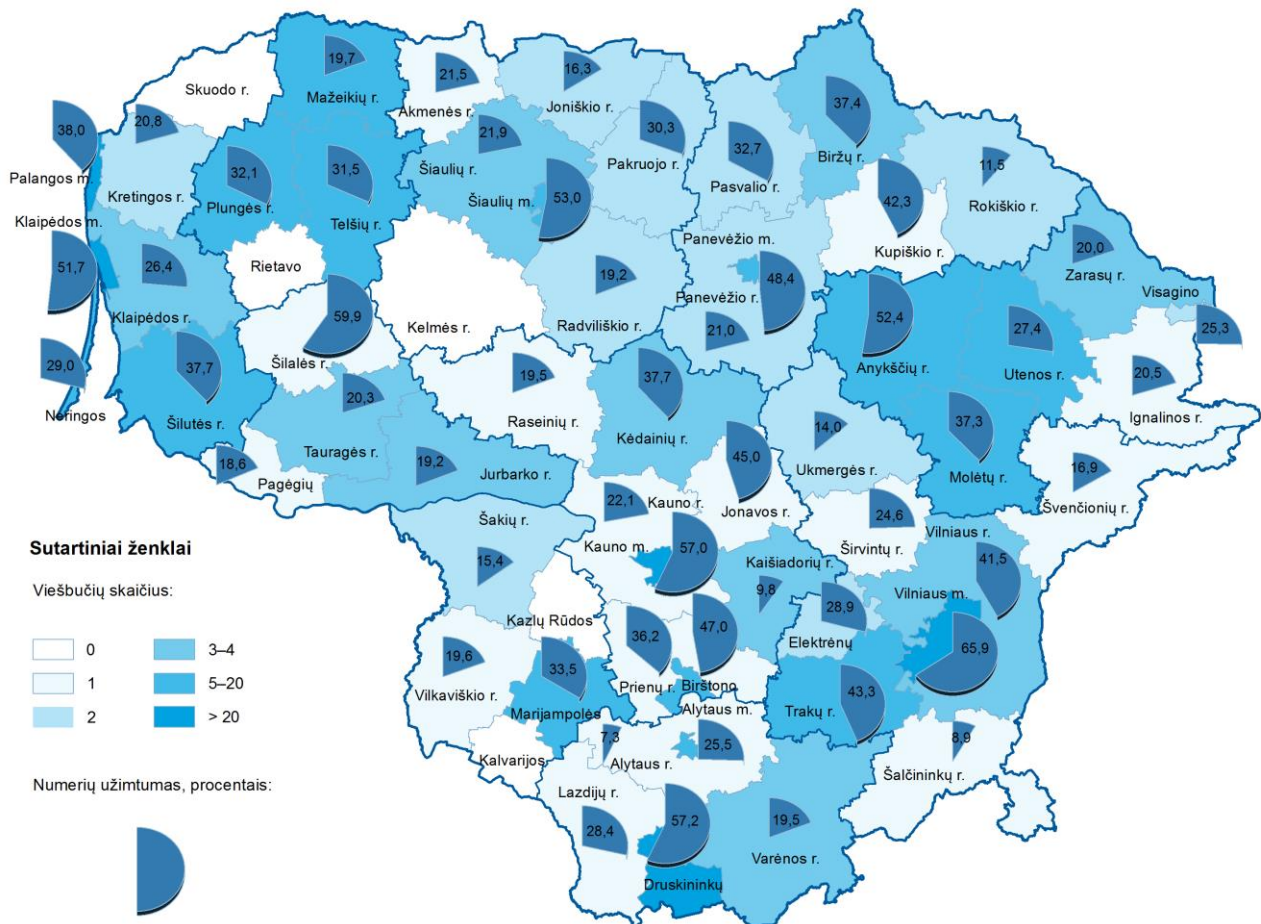 19,7
Skuodo r.
Mažeikių r.
21,5
Akmenės r.
16,3
Joniškio r.
37,4
Biržų r.
38,0
Palangos m.
20,8
Kretingos r.
21,9
Šiaulių r.
30,3
Pakruojo r.
32,7
Pasvalio r.
11,5
Rokiškio r.
32,1
Plungės r.
31,5
Telšių r.
Šiaulių m.
53,0
42,3
Kupiškio r.
Klaipėdos m.
51,7
26,4
Klaipėdos r.
Rietavo
Kelmės r.
19,2
Radviliškio r.
Panevėžio m.
48,4
Panevėžio r.
21,0
20,0
Zarasų r.
Visagino
25,3
59,9
Šilalės r.
52,4
Anykščių r.
27,4
Utenos r.
29,0
Neringos
37,7
Šilutės r.
19,5
Raseinių r.
37,7
Kėdainių r.
20,5
Ignalinos r.
20,3
Tauragės r.
14,0
Ukmergės r.
37,3
Molėtų r.
18,6
Pagėgių
19,2
Jurbarko r.
45,0
Jonavos r.
16,9
Švenčionių r.
22,1
Kauno r.
24,6
Širvintų r.
Šakių r.
15,4
Kauno m.
57,0
Kaišiadorių r.
9,8
Vilniaus r.
41,5
Vilniaus m.
65,9
Kazlų Rūdos
28,9
Elektrėnų
19,6
Vilkaviškio r.
33,5
Marijampolės
36,2
Prienų r.
47,0
Birštono
43,3
Trakų r.
Kalvarijos
7,3
Alytaus r.
Alytaus m.
25,5
8,9
Šalčininkų r.
Lazdijų r.
28,4
57,2
Druskininkų
19,5
Varėnos r.
Sutartiniai ženklai
Viešbučių skaičius:
0
3–4
1
5–20
2
> 20
Numerių užimtumas, procentais: